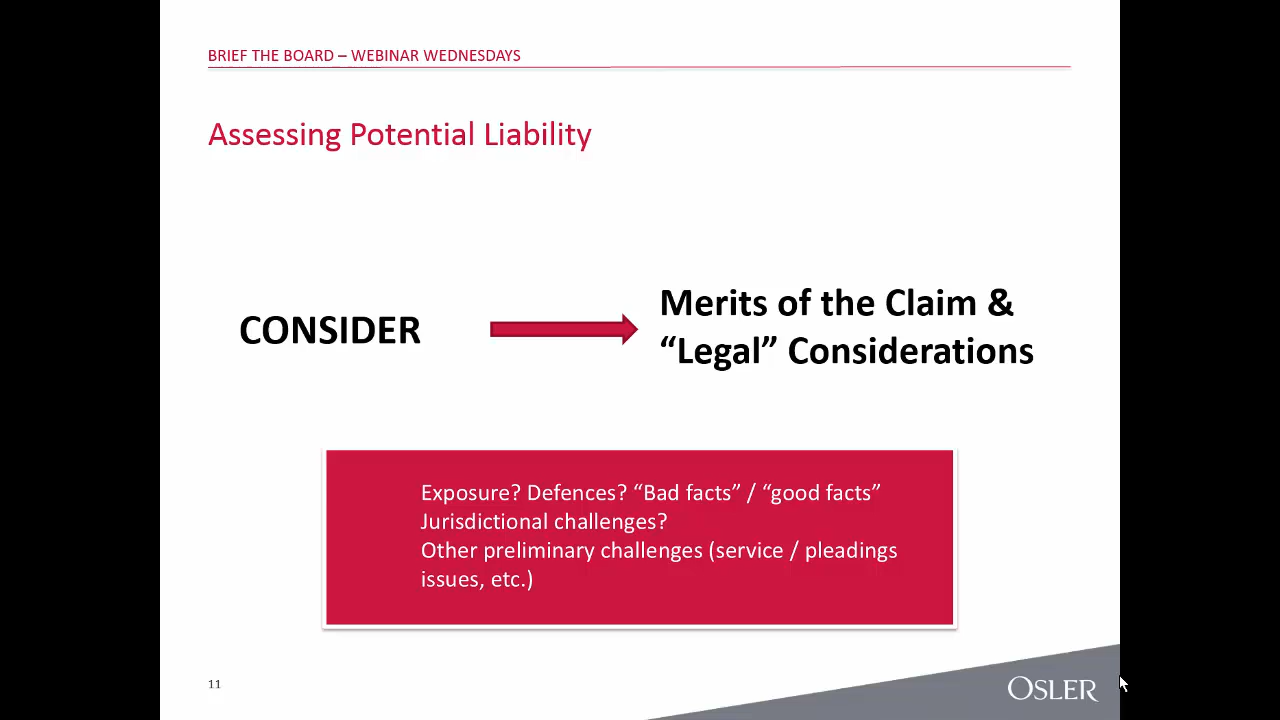 BRIEF THE BOARD – WEBINAR WEDNESDAYS
Assessing Potential Liability
CONSIDER
Merits of the Claim &
“Legal” Considerations
Exposure? Defences? “Bad facts” / “good facts”
Jurisdictional challenges?
Other preliminary challenges (service / pleadings
issues, etc.)
11
OSLER